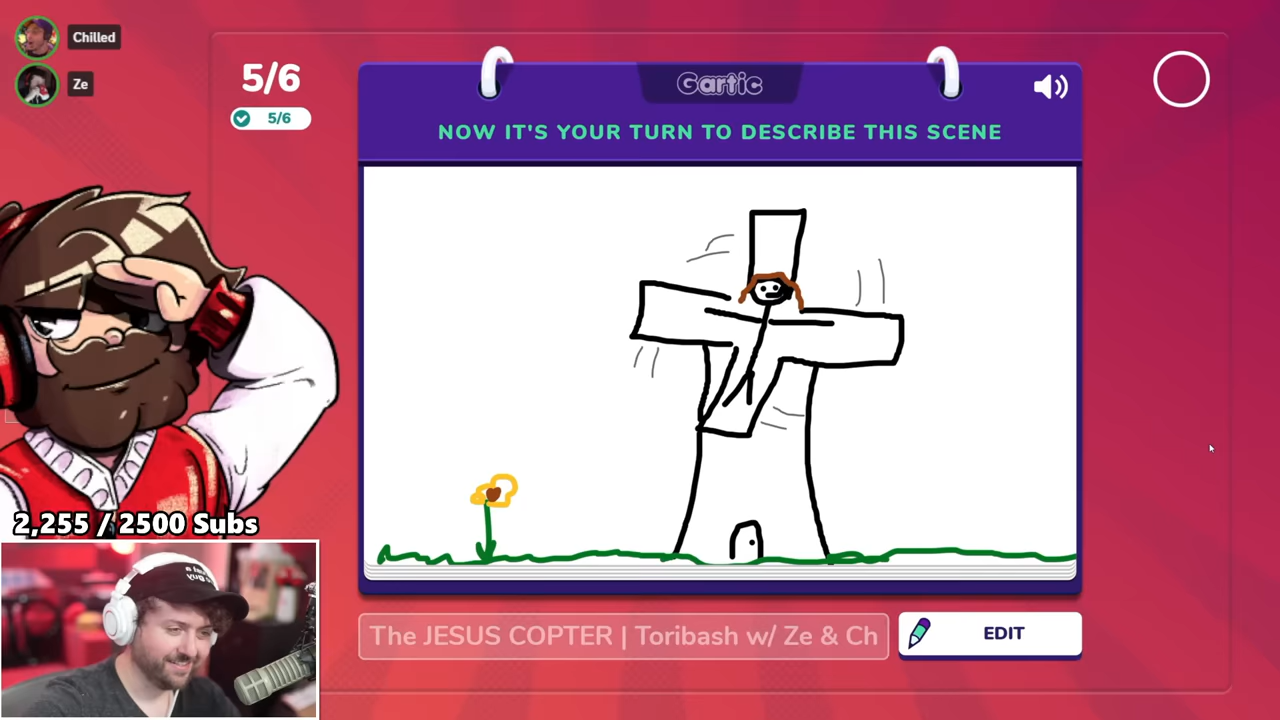 Chilled
Ze
5/6
5/6
Gartic
NOW IT'S YOUR TURN TO DESCRIBE THIS SCENE
2,255 / 2500 Subs
The JESUS COPTER | Toribash w/ Ze & Ch
EDIT